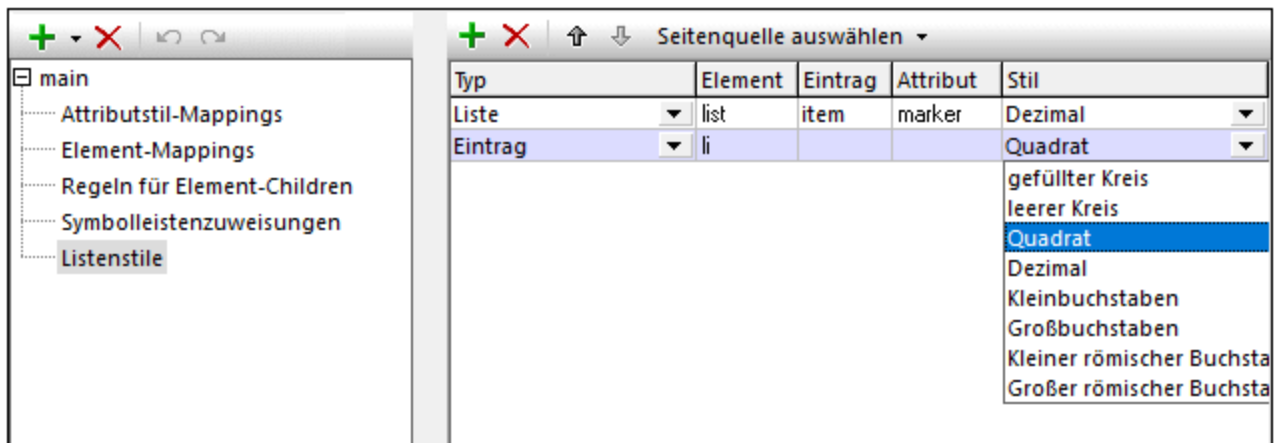 Seitenquelle auswählen
main
Attributstil-Mappings
Element-Mappings
Regeln für Element-Children
Symbolleistenzuweisungen
Listenstile
Typ Element Eintrag Attribut Stil
Liste list item marker Dezimal
Eintrag li Quadrat
gefüllter Kreis
leerer Kreis
Quadrat
Dezimal
Kleinbuchstaben
Großbuchstaben
Kleiner römischer Buchsta
Großer römischer Buchsta